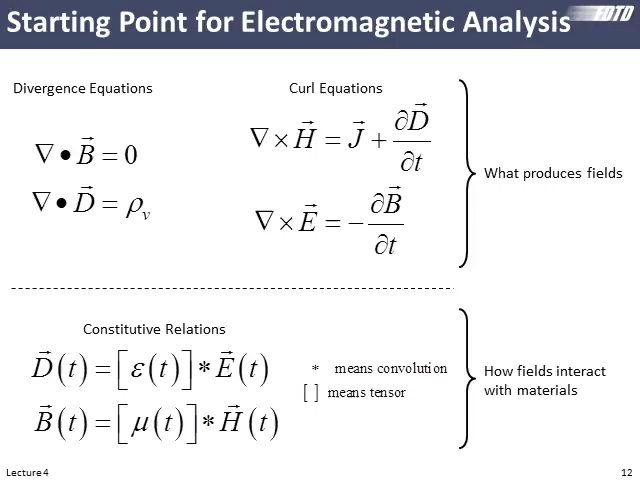 Starting Point for Electromagnetic Analysis
FDTD
Divergence Equations
∇ • B⃗ = 0
∇ • D⃗ = ρᵥ
Curl Equations
∇ × H⃗ = J⃗ + ∂D⃗/∂t
∇ × E⃗ = −∂B⃗/∂t
What produces fields
Constitutive Relations
D⃗(t) = [ε(t)] * E⃗(t)
B⃗(t) = [μ(t)] * H⃗(t)
* means convolution
[ ] means tensor
How fields interact
with materials
Lecture 4
12